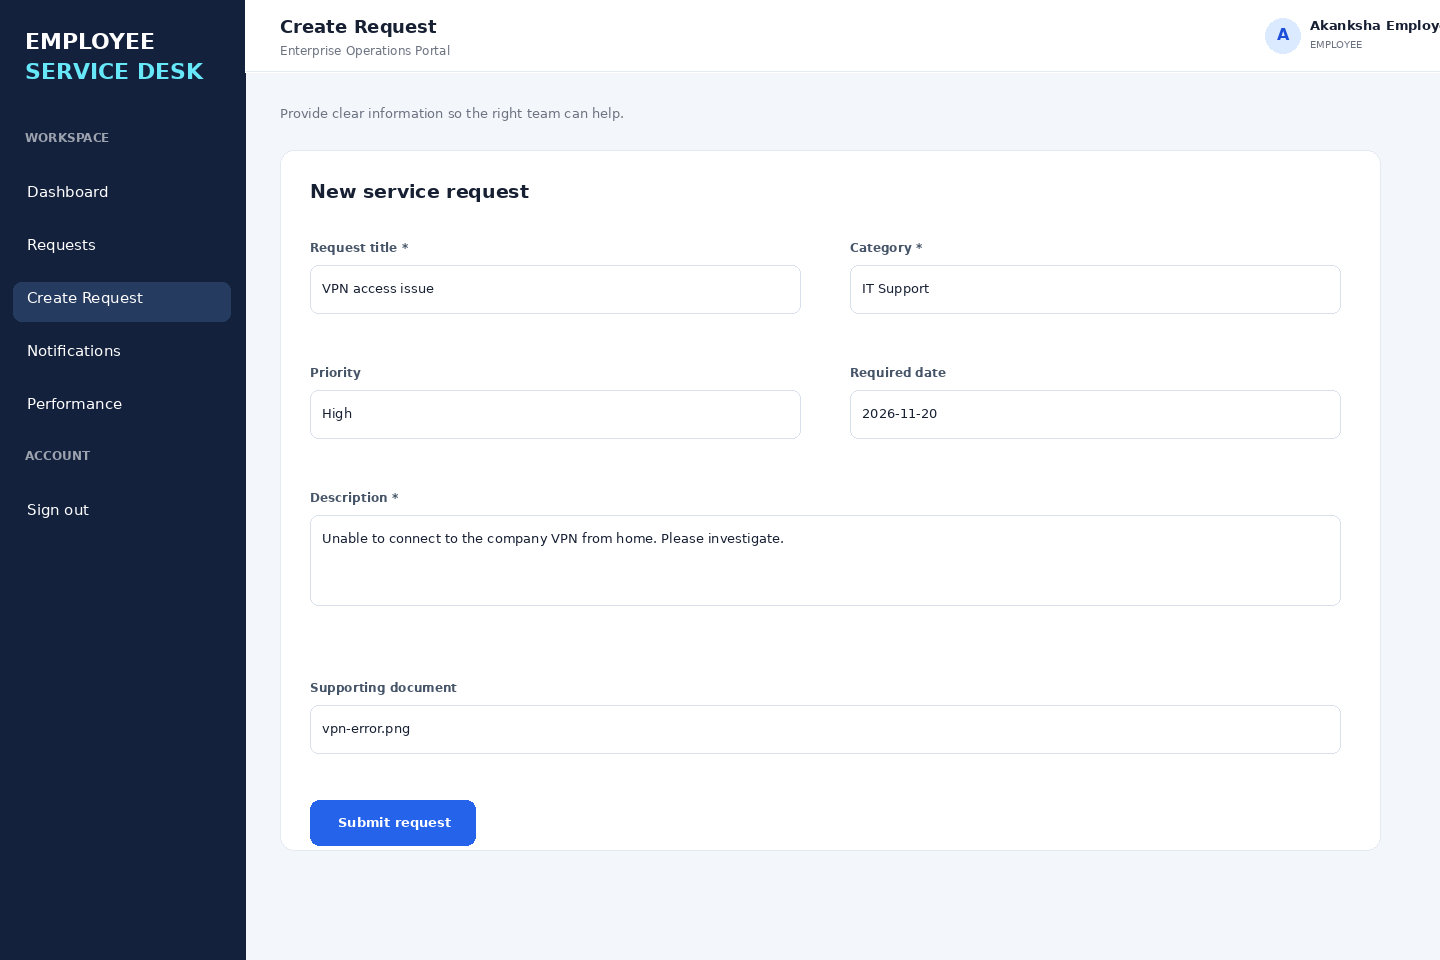 EMPLOYEE
SERVICE DESK
WORKSPACE
Dashboard
Requests
Create Request
Notifications
Performance
ACCOUNT
Sign out
Create Request
Enterprise Operations Portal
A
Akanksha Employ
EMPLOYEE
Provide clear information so the right team can help.
New service request
Request title *
VPN access issue
Category *
IT Support
Priority
High
Required date
2026-11-20
Description *
Unable to connect to the company VPN from home. Please investigate.
Supporting document
vpn-error.png
Submit request